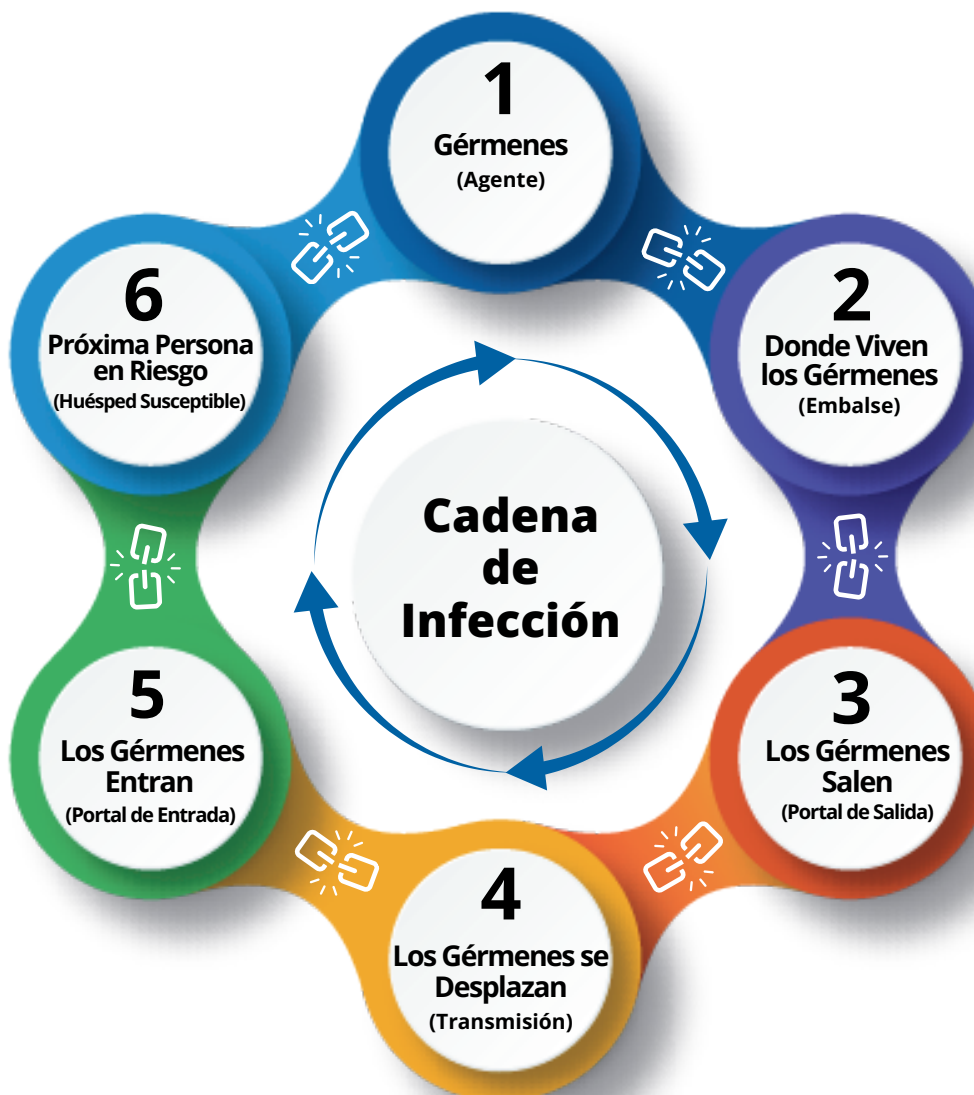 1
Gérmenes
(Agente)
2
Donde Viven
los Gérmenes
(Embalse)
3
Los Gérmenes
Salen
(Portal de Salida)
4
Los Gérmenes se
Desplazan
(Transmisión)
5
Los Gérmenes
Entran
(Portal de Entrada)
6
Próxima Persona
en Riesgo
(Huésped Susceptible)
Cadena
de
Infección